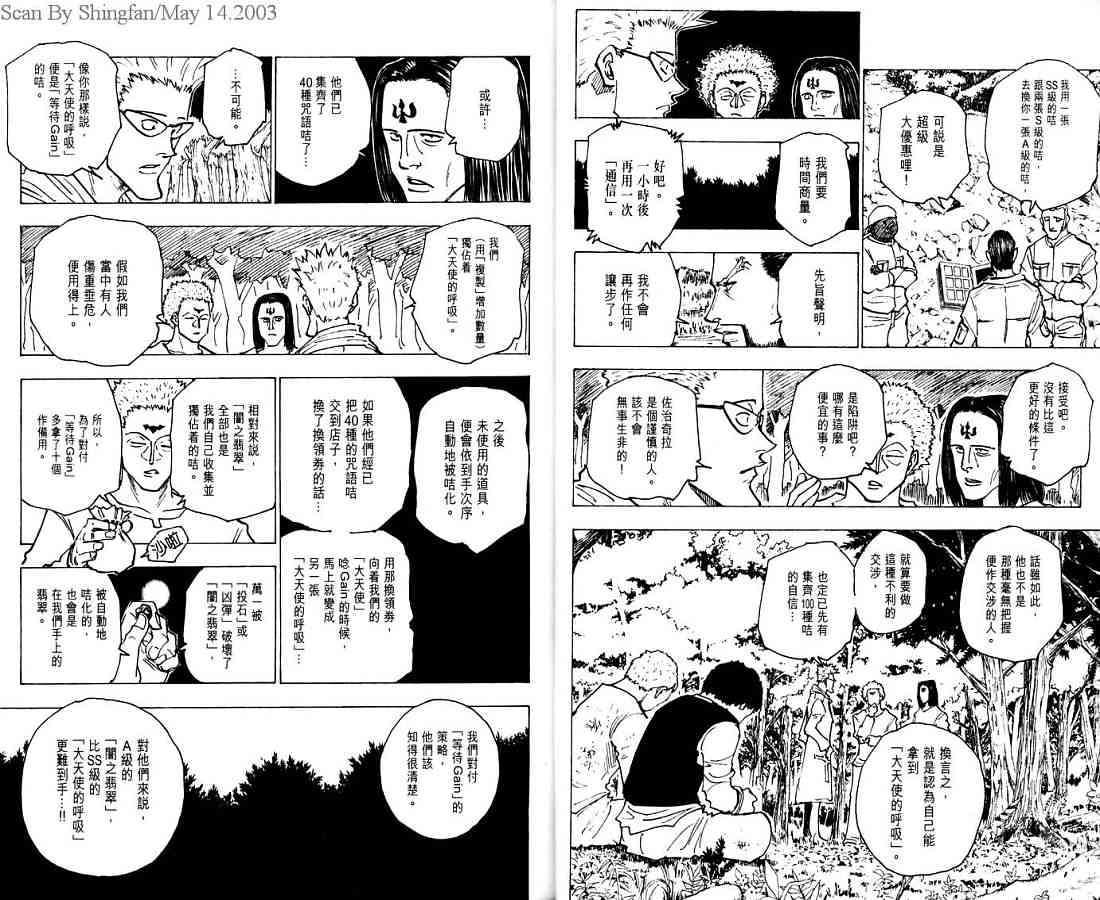 Scan By Shingfan/May 14.2003
我用一張
SS級的咭
跟兩張S級的咭,
去換你一張A級的咭,
可說是
超級
大優惠哩!
我們要
時間商量。
好吧。
一小時後
再用一次
「通信」。
先旨聲明,
我不會
再作任何
讓步了。
接受吧。
沒有比這
更好的條件了。
是陷阱吧?
哪有這麼
便宜的事?
佐治奇拉
是個謹慎的人。
該不會
無事生非的!
話雖如此,
他也不是
那種毫無把握
便作交涉的人。
就算要做
這種不利的
交涉,
也定已先有
集齊100種咭
的自信…
換言之,
就是認為自己能
拿到
「大天使的呼吸」。
或許…
他們已
集齊了
40種咒語咭了…
…不可能。
像你那樣說,
「大天使的呼吸」
便是「等待Gain」
的咭。
我們
(用「複製」增加數量)
獨佔着
「大天使的呼吸」。
假如我們
當中有人
傷重垂危,
便用得上。
之後,
未使用的道具,
便會依到手次序
自動地被咭化。
如果他們經已
把40種的咒語咭
交到店子,
換了換領券的話…
用那換領券,
向着我們的
「大天使」
唸Gain的時候,
馬上就變成
另一張
「大天使的呼吸」…
相對來說,
「闇之翡翠」
全部也是
我們自己收集並
獨佔着的咭。
所以,
為了對付
「等待Gain」
多拿了十個
作備用。
沙啦
萬一被
「投石」或
「凶彈」破壞了
「闇之翡翠」,
被自動地
咭化的,
也會是
在我們手上的
翡翠。
我們對付
「等待Gain」的
策略,
他們該
知得很清楚。
對他們來說,
A級的
「闇之翡翠」,
比SS級的
「大天使的呼吸」
更難到手…!!